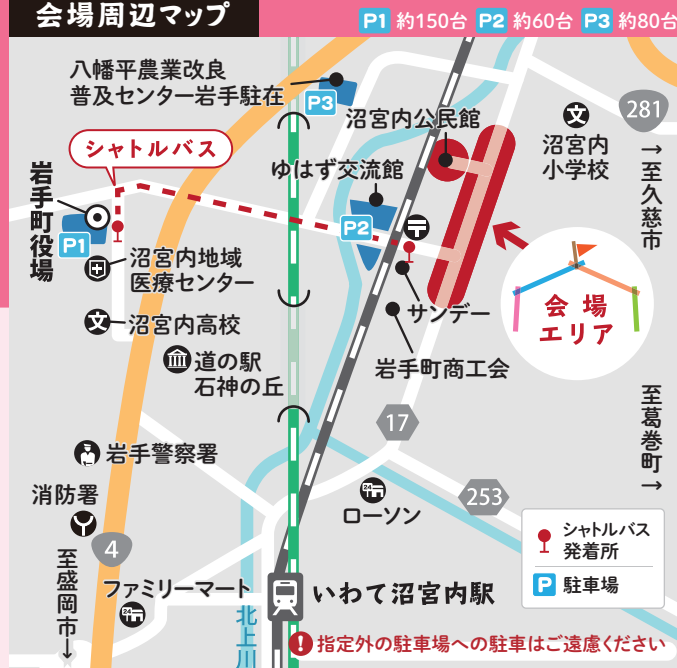 会場周辺マップ
P1 約150台 P2 約60台 P3 約80台
八幡平農業改良
普及センター岩手駐在
P3
沼宮内公民館
沼宮内
小学校
281
→至久慈市
シャトルバス
ゆはず交流館
岩手町役場
P1
P2
沼宮内地域
医療センター
サンデー
会場
エリア
沼宮内高校
道の駅
石神の丘
岩手町商工会
17
至葛巻町→
岩手警察署
消防署
24
ローソン
253
4
シャトルバス
発着所
P 駐車場
至盛岡市→
ファミリーマート
24
北上川
いわて沼宮内駅
! 指定外の駐車場への駐車はご遠慮ください